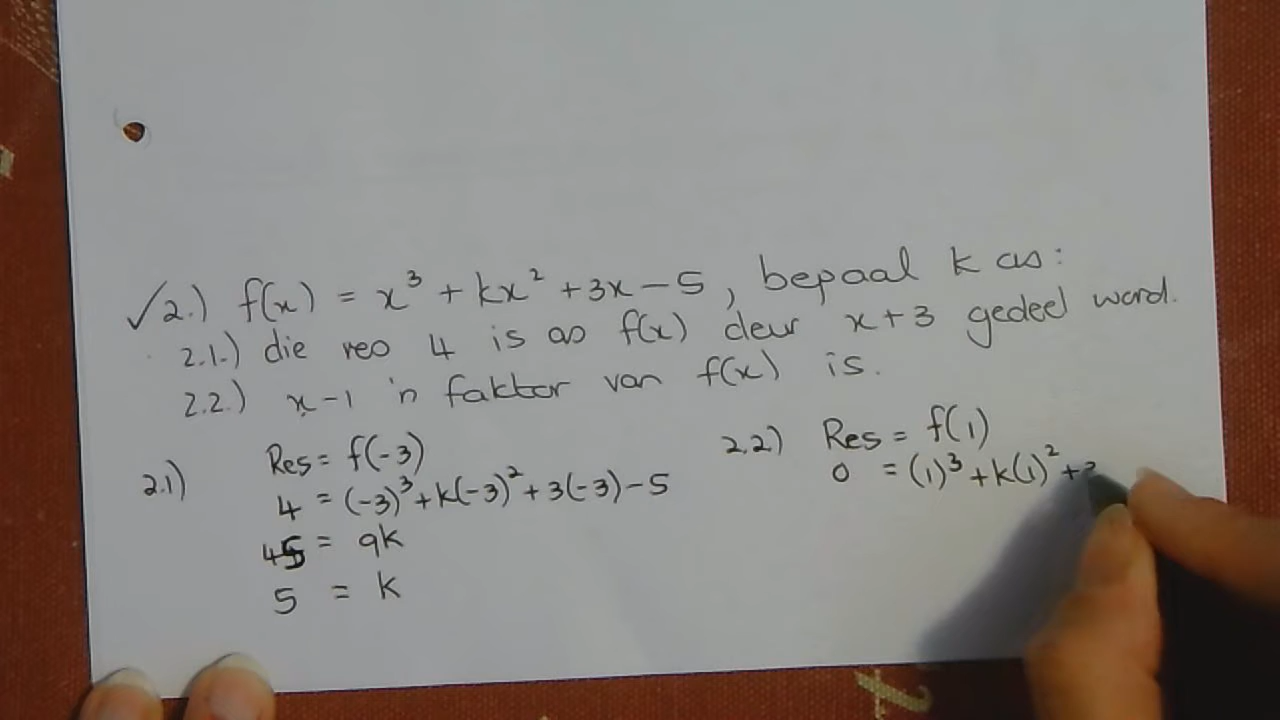 ✓2.) f(x) = x³ + kx² + 3x - 5, bepaal k as:
2.1.) die res 4 is as f(x) deur x+3 gedeel word.
2.2.) x-1 'n faktor van f(x) is.
2.1) Res = f(-3)
4 = (-3)³ + k(-3)² + 3(-3) - 5
45 = 9k
5 = k
2.2) Res = f(1)
0 = (1)³ + k(1)² +